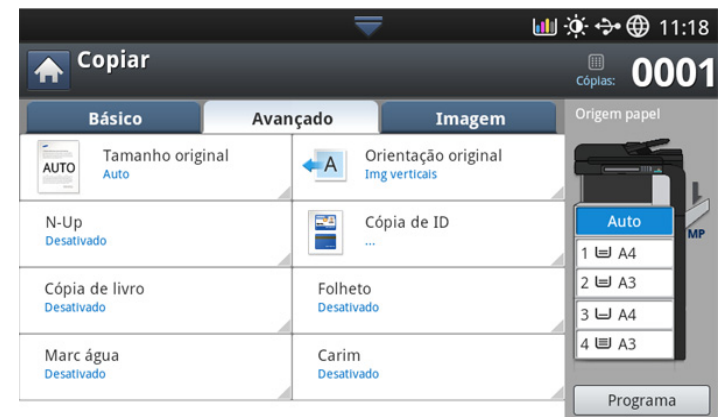 11:18
Copiar
Cópias: 0001
Básico
Avançado
Imagem
Origem papel
AUTO
Tamanho original
Auto
A
Orientação original
Img verticais
N-Up
Desativado
Cópia de ID
...
Cópia de livro
Desativado
Folheto
Desativado
Marc água
Desativado
Carim
Desativado
Auto
MP
1 A4
2 A3
3 A4
4 A3
Programa